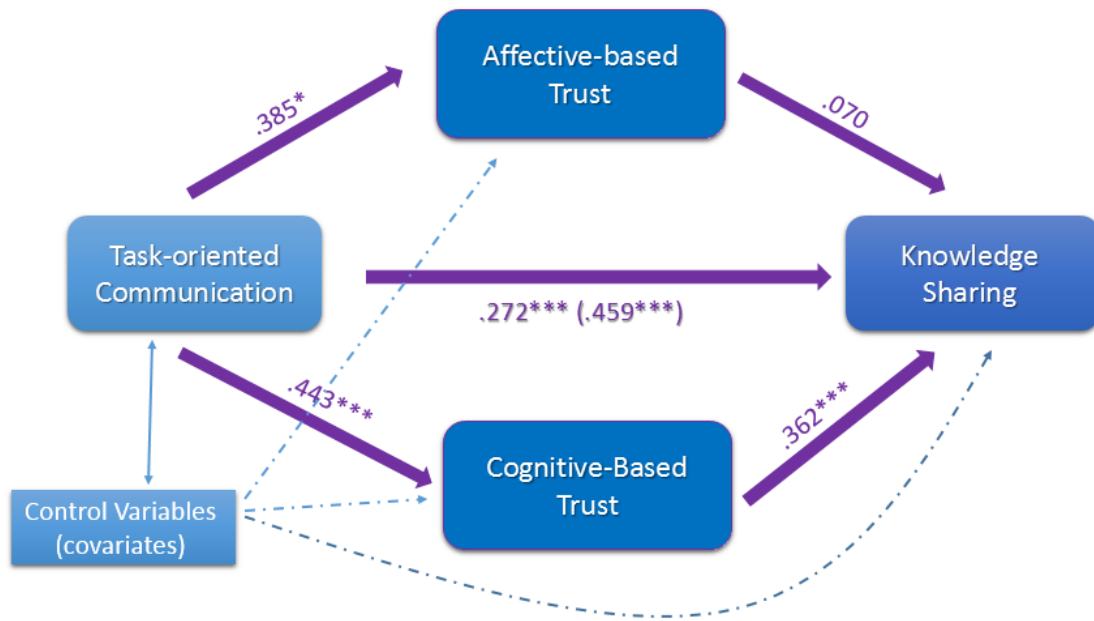 Affective-based
Trust
.385*
.070
Task-oriented
Communication
Knowledge
Sharing
.272*** (.459***)
.443***
.362***
Cognitive-Based
Trust
Control Variables
(covariates)